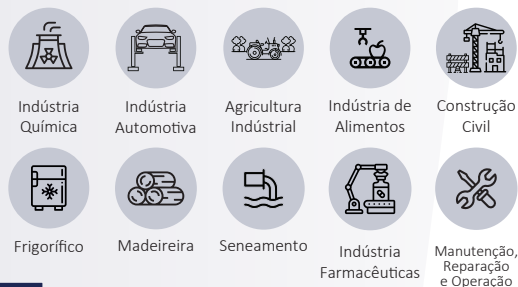 Indústria
Química
Indústria
Automotiva
Agricultura
Indústrial
Indústria de
Alimentos
Construção
Civil
Frigorífico
Madeireira
Seneamento
Indústria
Farmacêuticas
Manutenção,
Reparação
e Operação